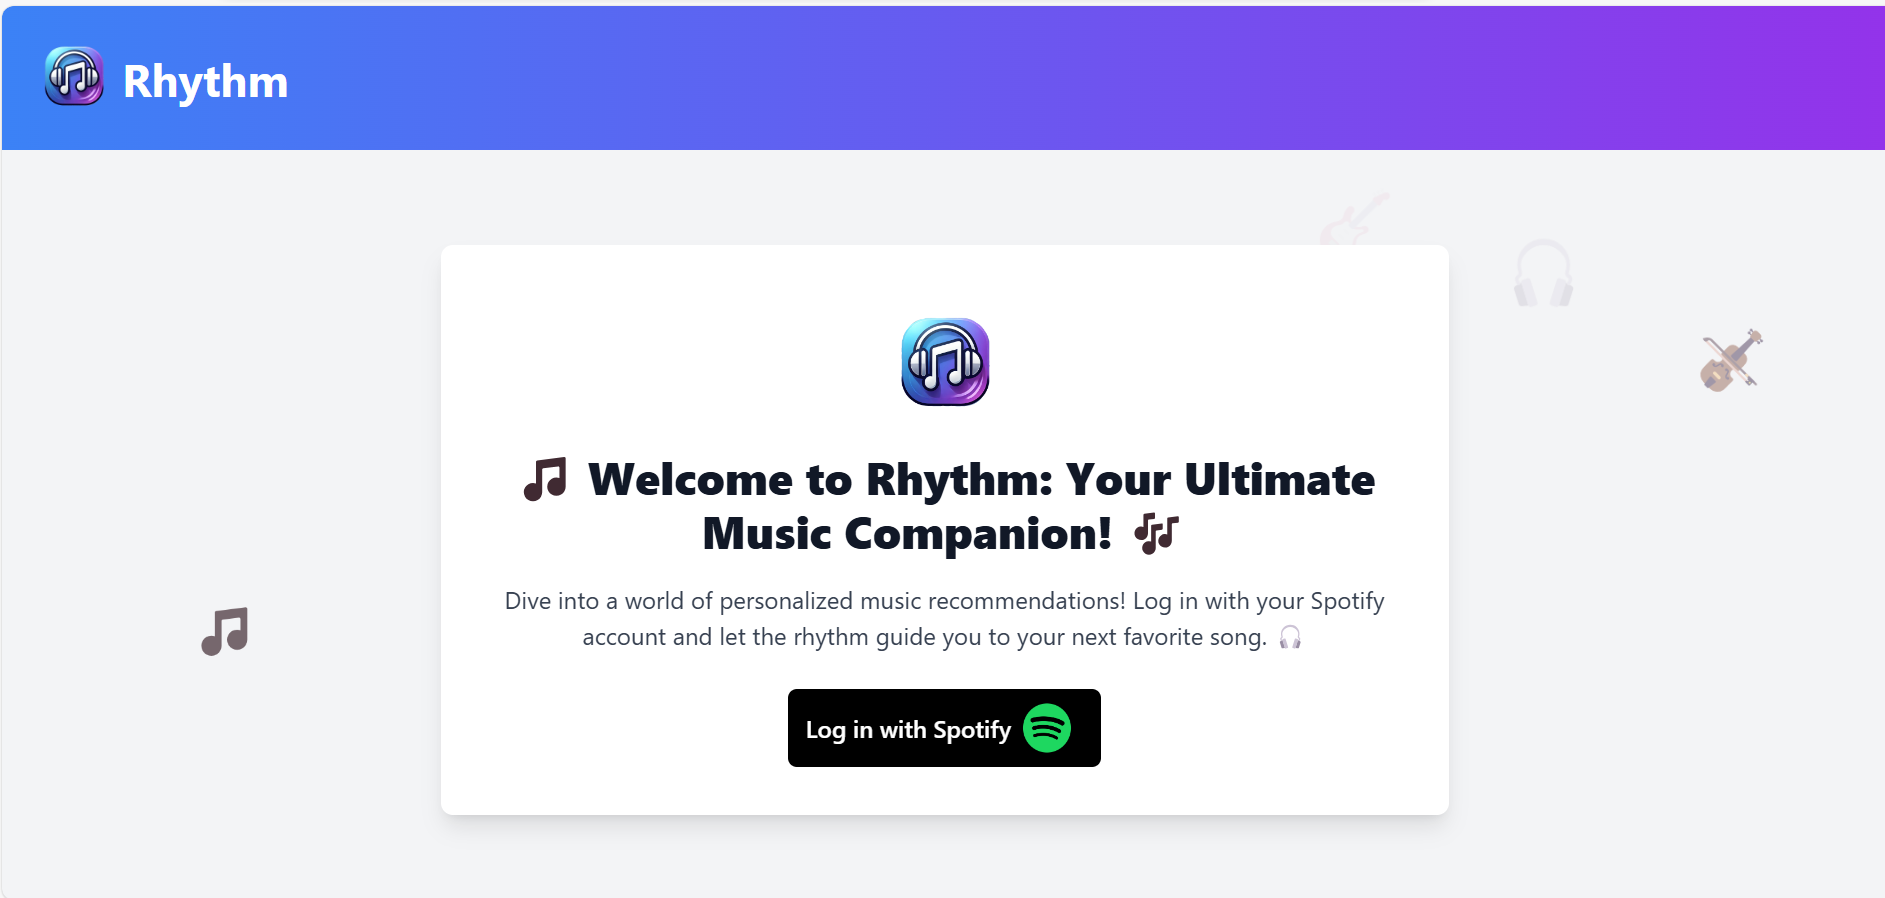 Rhythm
🎵 Welcome to Rhythm: Your Ultimate
Music Companion! 🎶
Dive into a world of personalized music recommendations! Log in with your Spotify
account and let the rhythm guide you to your next favorite song. 🎧
Log in with Spotify